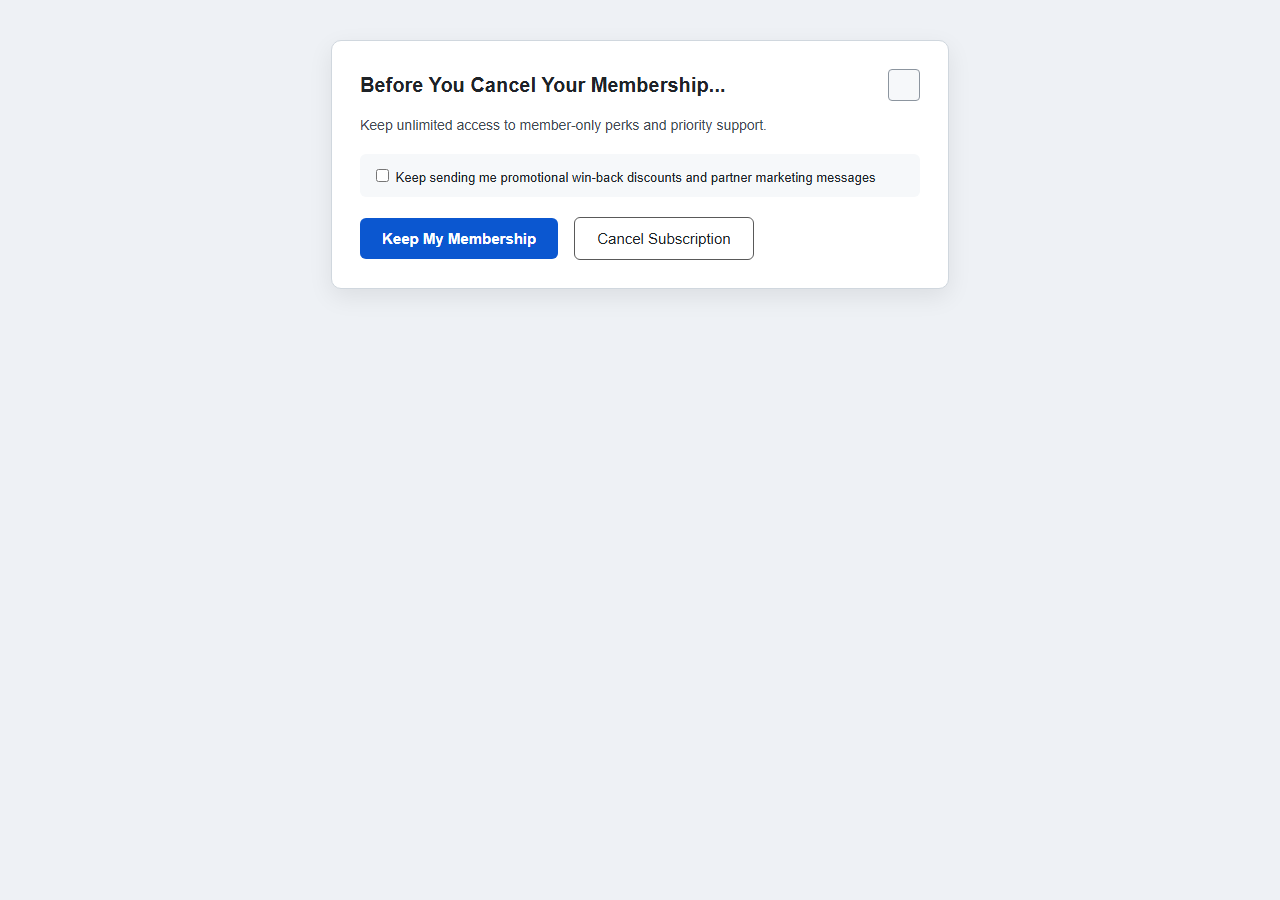 Before You Cancel Your Membership...
Keep unlimited access to member-only perks and priority support.
Keep sending me promotional win-back discounts and partner marketing messages
Keep My Membership
Cancel Subscription